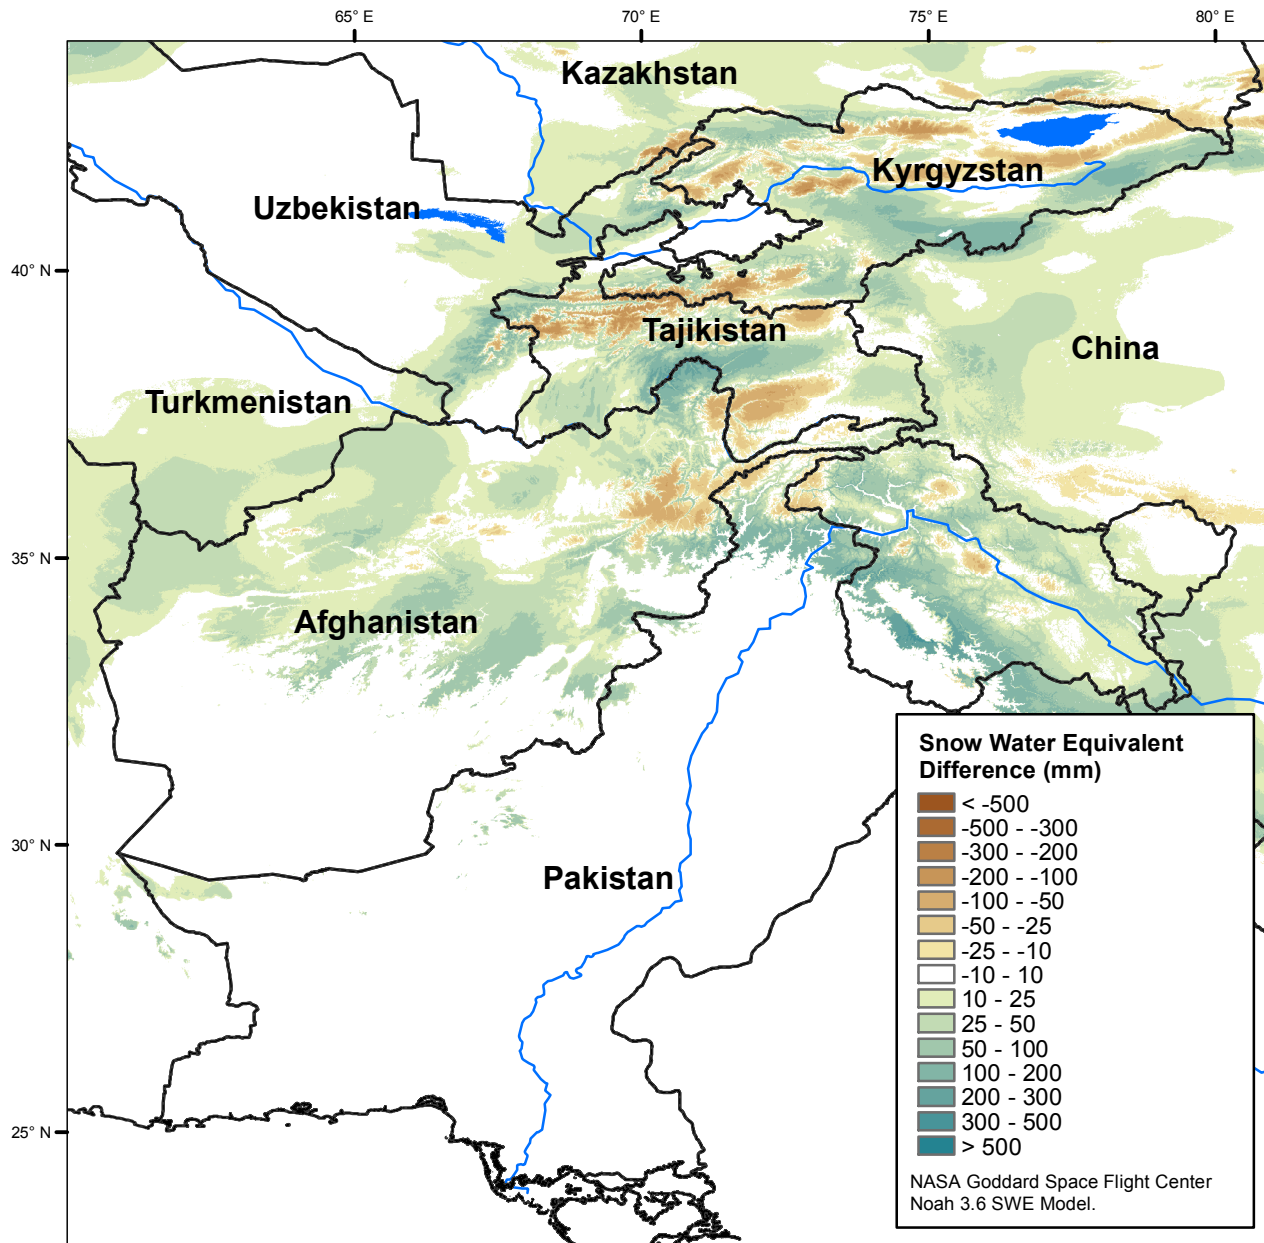 65° E
70° E
75° E
80° E
Kazakhstan
Kyrgyzstan
Uzbekistan
40° N
Tajikistan
China
Turkmenistan
35° N
Afghanistan
30° N
Pakistan
25° N
Snow Water Equivalent
Difference (mm)
< -500
-500 - -300
-300 - -200
-200 - -100
-100 - -50
-50 - -25
-25 - -10
-10 - 10
10 - 25
25 - 50
50 - 100
100 - 200
200 - 300
300 - 500
> 500
NASA Goddard Space Flight Center
Noah 3.6 SWE Model.